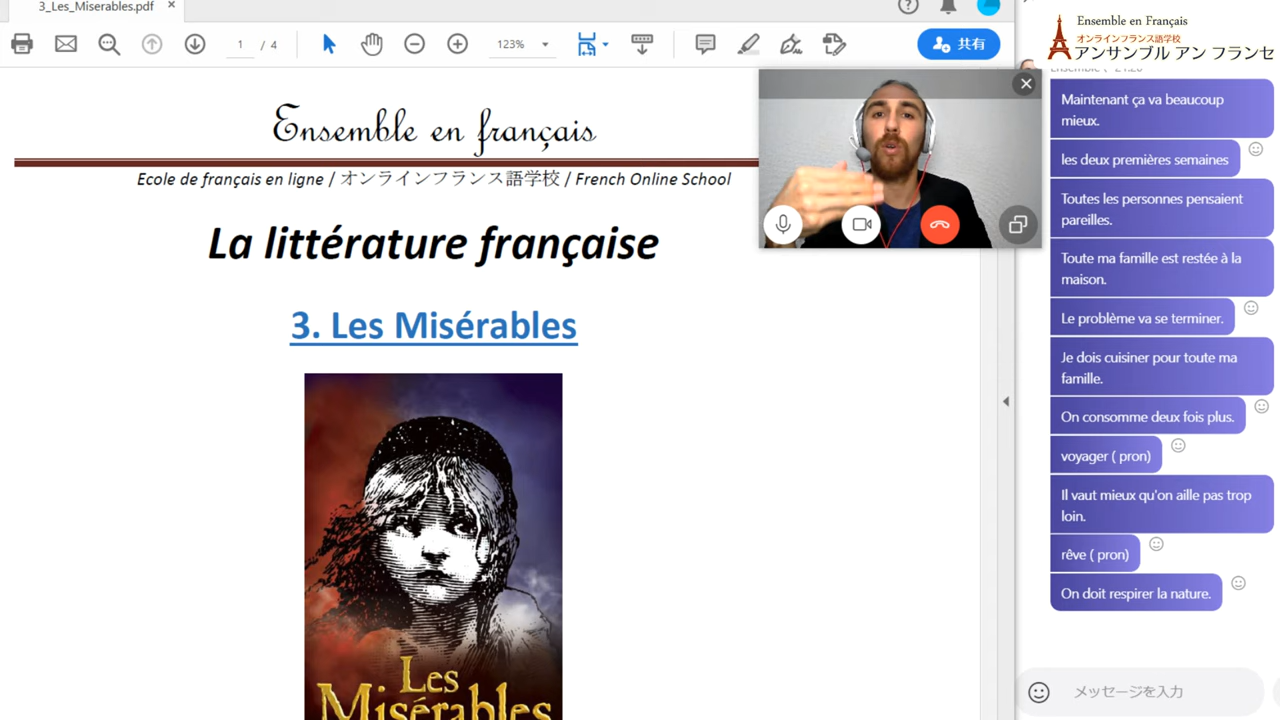 3_Les_Miserables.pdf
1 / 4
123%
共有
Ensemble en français
Ecole de français en ligne / オンラインフランス語学校 / French Online School
La littérature française
3. Les Misérables
Les
Misérables
Ensemble en Français
オンラインフランス語学校
アンサンブル アン フランセ
Maintenant ça va beaucoup
mieux.
les deux premières semaines
Toutes les personnes pensaient
pareilles.
Toute ma famille est restée à la
maison.
Le problème va se terminer.
Je dois cuisiner pour toute ma
famille.
On consomme deux fois plus.
voyager ( pron)
Il vaut mieux qu'on aille pas trop
loin.
rêve ( pron)
On doit respirer la nature.
メッセージを入力